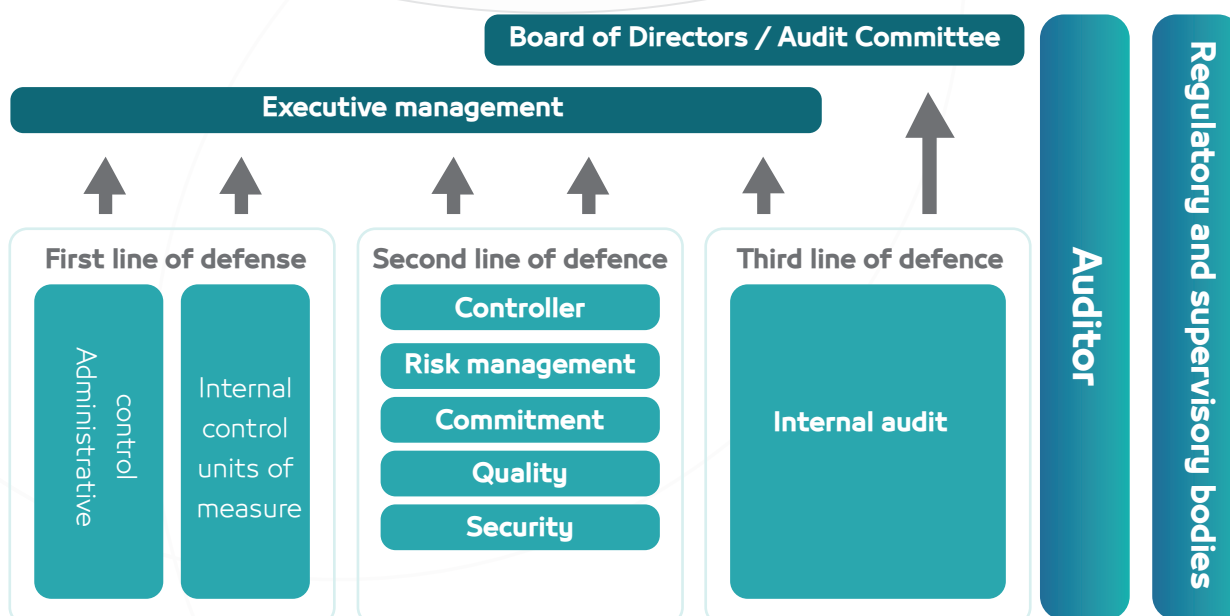 Board of Directors / Audit Committee
Executive management
First line of defense
Administrative
control
Internal
control
units of
measure
Second line of defence
Controller
Risk management
Commitment
Quality
Security
Third line of defence
Internal audit
Auditor
Regulatory and supervisory bodies